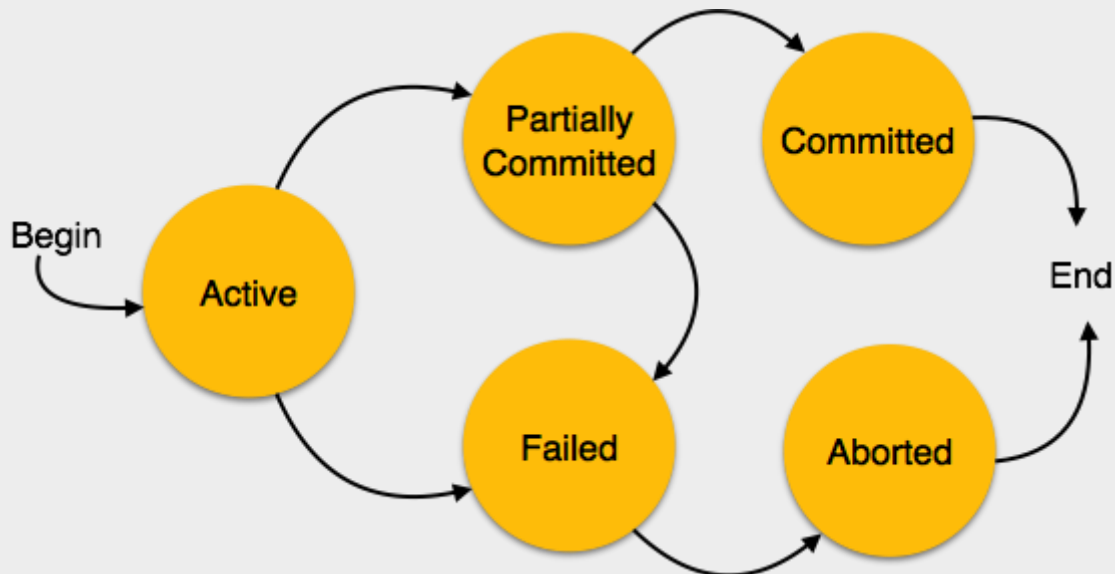 Begin
Active
Partially
Committed
Committed
Failed
Aborted
End